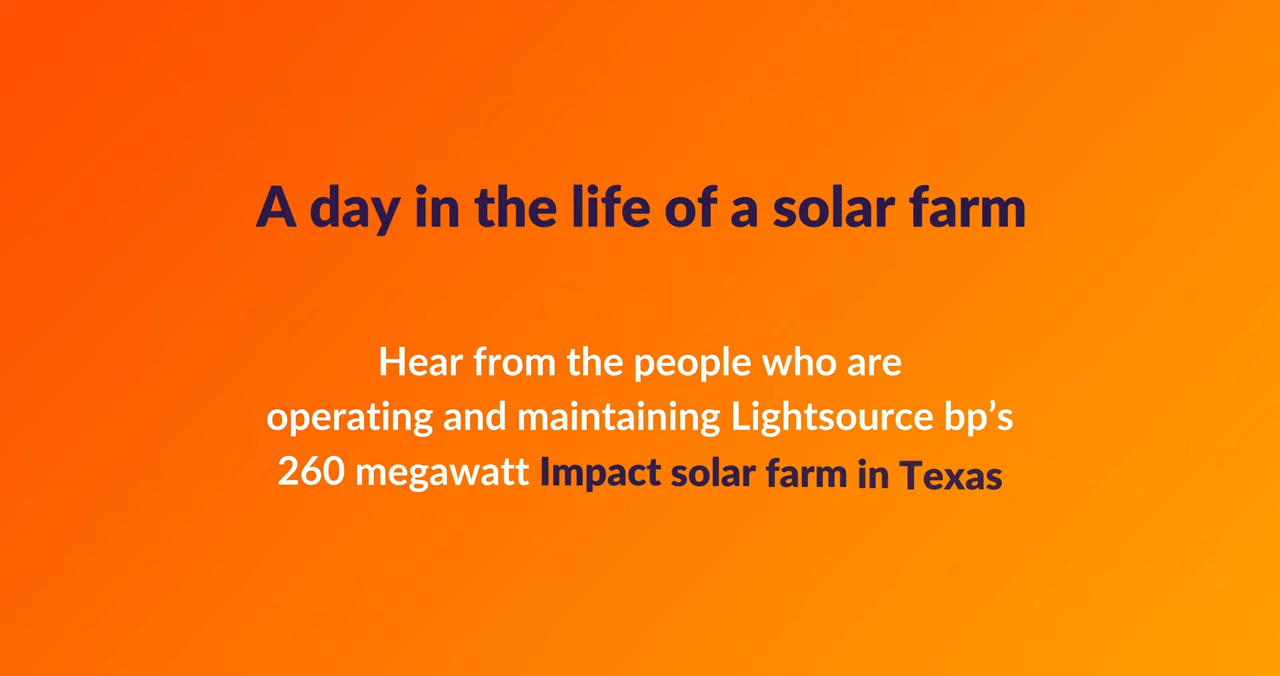 A day in the life of a solar farm
Hear from the people who are
operating and maintaining Lightsource bp’s
260 megawatt Impact solar farm in Texas